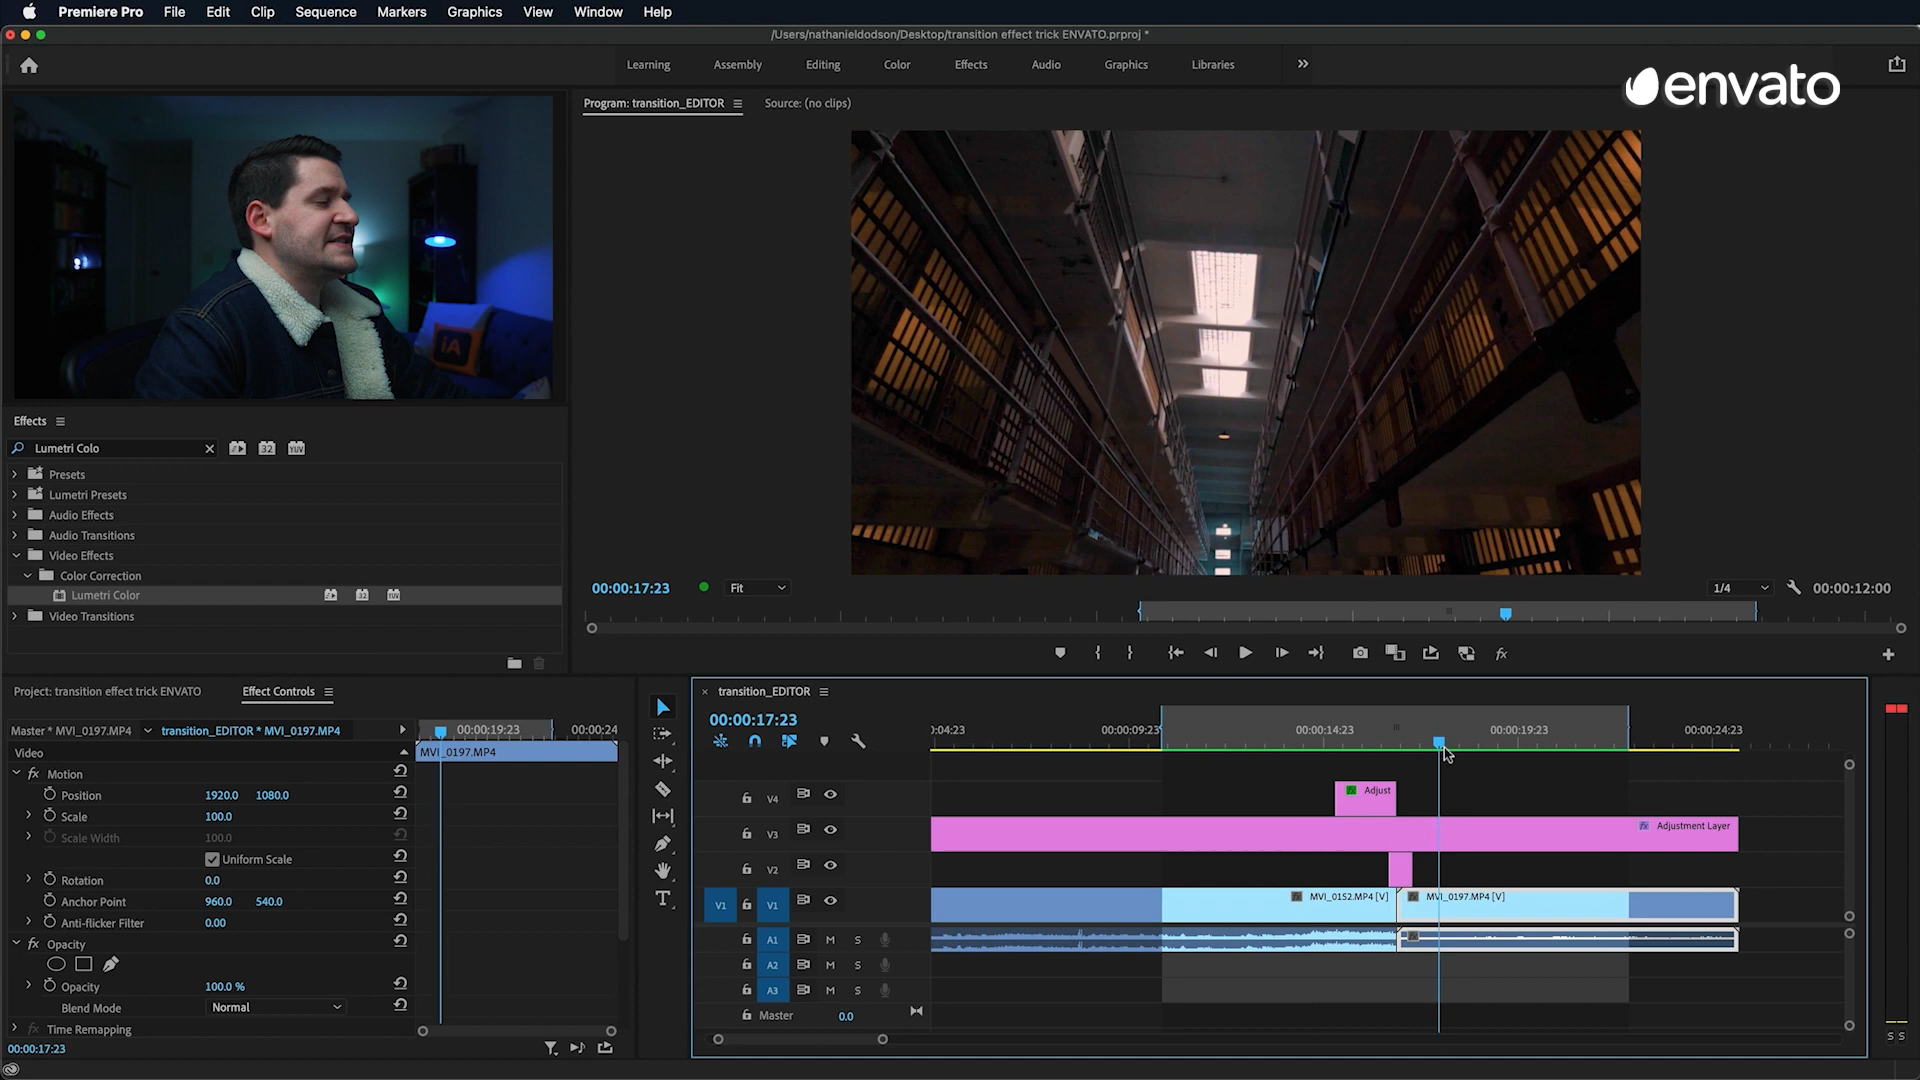 Premiere Pro File Edit Clip Sequence Markers Graphics View Window Help
/Users/nathanieldodson/Desktop/transition effect trick ENVATO.prproj *
Learning Assembly Editing Color Effects Audio Graphics Libraries
envato
Program: transition_EDITOR Source: (no clips)
iA
00:00:17:23 Fit 1/4 00:00:12:00
Effects
Lumetri Colo
32 YUV
Presets
Lumetri Presets
Audio Effects
Audio Transitions
Video Effects
Color Correction
Lumetri Color
Video Transitions
fx
Project: transition effect trick ENVATO Effect Controls
Master * MVI_0197.MP4 transition_EDITOR * MVI_0197.MP4
00:00:19:23 00:00:24
Video
MVI_0197.MP4
fx Motion
Position 1920.0 1080.0
Scale 100.0
Scale Width 100.0
Uniform Scale
Rotation 0.0
Anchor Point 960.0 540.0
Anti-flicker Filter 0.00
fx Opacity
Opacity 100.0 %
Blend Mode Normal
fx Time Remapping
00:00:17:23
T
transition_EDITOR
00:00:17:23
:04:23 00:00:09:23 00:00:14:23 00:00:19:23 00:00:24:23
V4 Adjust
V3 fx Adjustment Layer
V2
V1 V1 MVI_0152.MP4 [V] MVI_0197.MP4 [V]
A1 M S
A2 M S
A3 M S
Master 0.0
S S